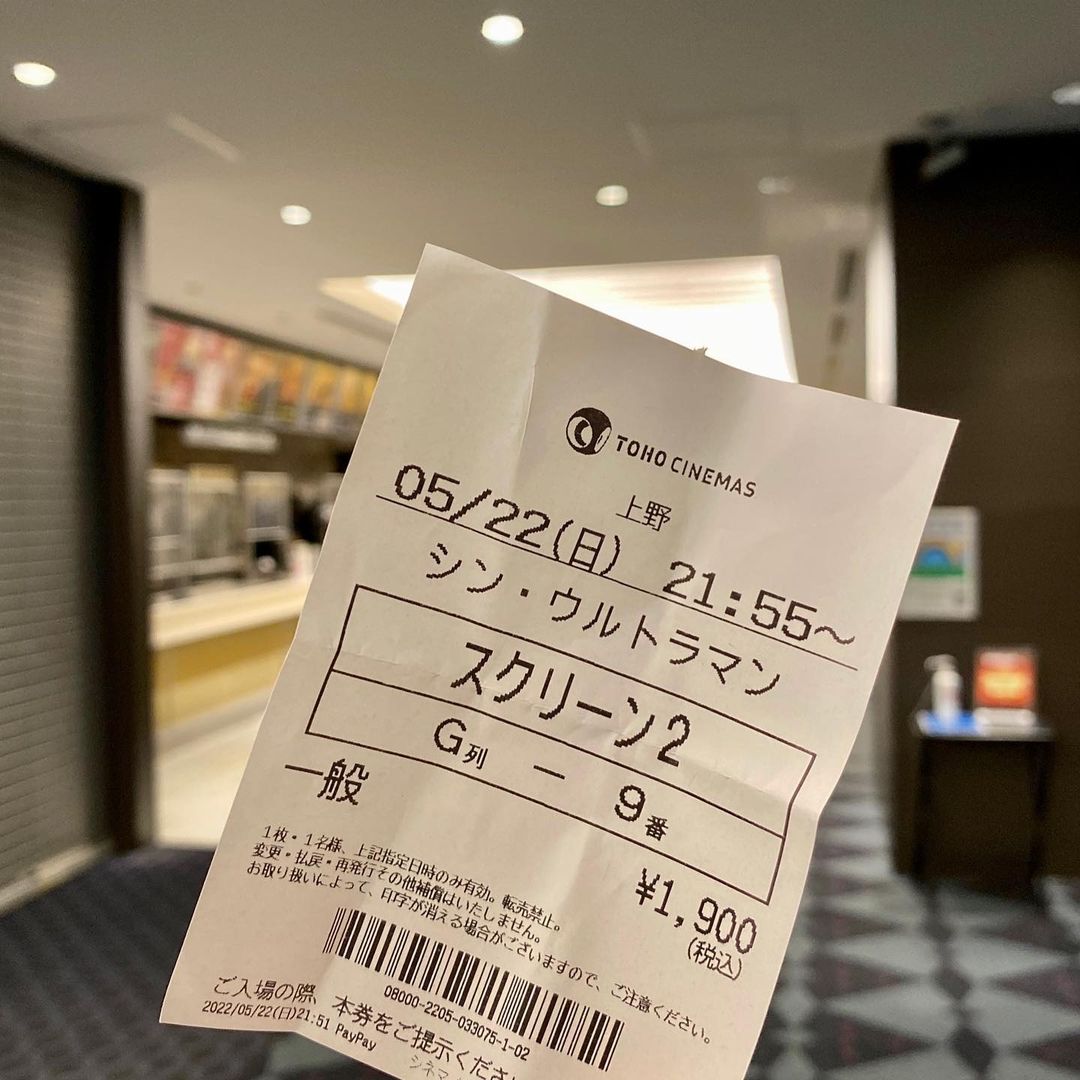 TOHO CINEMAS
上野
05/22(日) 21:55～
シン・ウルトラマン
スクリーン2
G列 － 9番
一般
¥1,900
(税込)
1枚・1名様、上記指定日時のみ有効。転売禁止。
変更・払戻・再発行その他補償はいたしません。
お取り扱いによって、印字が消える場合がございますので、ご注意ください。
08000-2205-033075-1-02
ご入場の際、本券をご提示くださ
2022/05/22(日)21:51 PayPay
シネマ